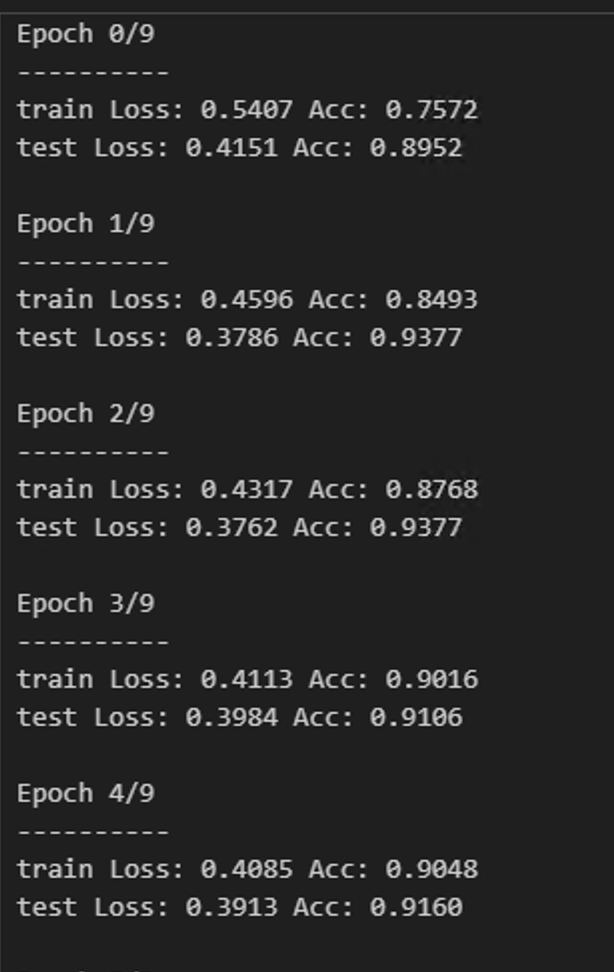 Epoch 0/9
----------
train Loss: 0.5407 Acc: 0.7572
test Loss: 0.4151 Acc: 0.8952
Epoch 1/9
----------
train Loss: 0.4596 Acc: 0.8493
test Loss: 0.3786 Acc: 0.9377
Epoch 2/9
----------
train Loss: 0.4317 Acc: 0.8768
test Loss: 0.3762 Acc: 0.9377
Epoch 3/9
----------
train Loss: 0.4113 Acc: 0.9016
test Loss: 0.3984 Acc: 0.9106
Epoch 4/9
----------
train Loss: 0.4085 Acc: 0.9048
test Loss: 0.3913 Acc: 0.9160